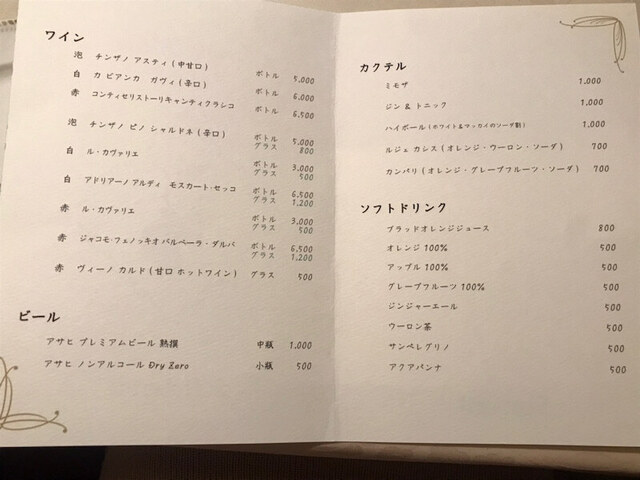 ワイン
泡 チンザノ アスティ (中甘口) ボトル 5,000
白 カ ビアンカ ガヴィ (辛口) ボトル 6,000
赤 コンティセリストーリキャンティクラシコ ボトル 6,500
泡 チンザノ ピノ シャルドネ (辛口) ボトル 5,000
グラス 800
白 ル・カヴァリエ ボトル 3,000
グラス 500
白 アドリアーノ アルディ モスカート・セッコ ボトル 6,500
グラス 1,200
赤 ル・カヴァリエ ボトル 3,000
グラス 500
赤 ジャコモ・フェノッキオ バルベーラ・ダルバ ボトル 6,500
グラス 1,200
赤 ヴィーノ カルド (甘口 ホットワイン) グラス 500
ビール
アサヒ プレミアムビール 熟撰 中瓶 1,000
アサヒ ノンアルコール Dry Zero 小瓶 500
カクテル
ミモザ 1,000
ジン & トニック 1,000
ハイボール (ホワイト&マッカイのソーダ割) 1,000
ルジェ カシス (オレンジ・ウーロン・ソーダ) 700
カンパリ (オレンジ・グレープフルーツ・ソーダ) 700
ソフトドリンク
ブラッドオレンジジュース 800
オレンジ 100% 500
アップル 100% 500
グレープフルーツ 100% 500
ジンジャーエール 500
ウーロン茶 500
サンペレグリノ 500
アクアパンナ 500